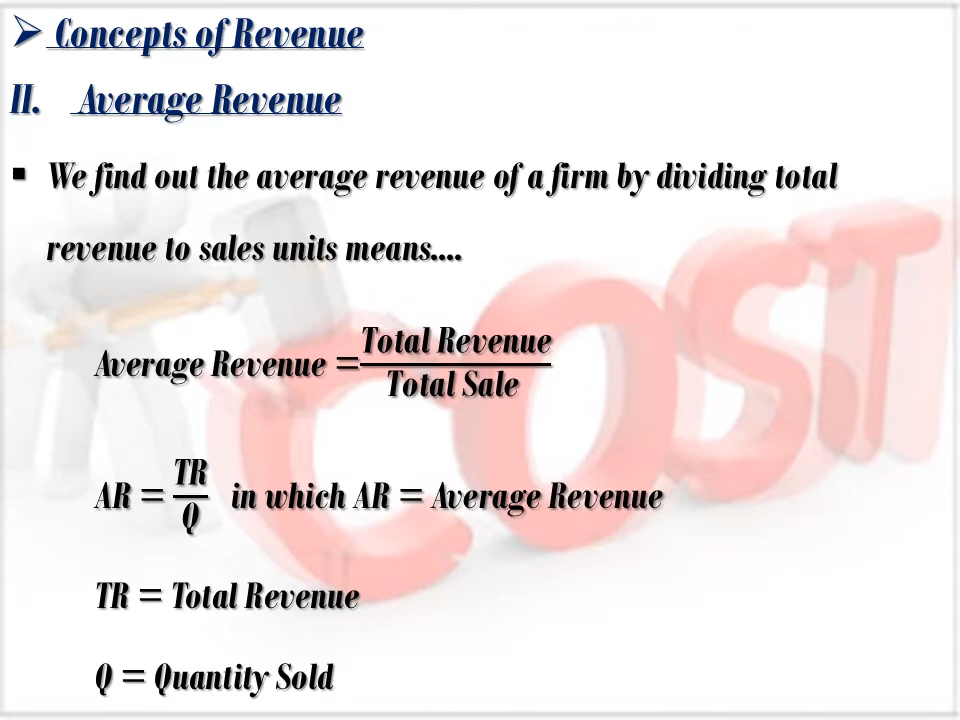 ➢ Concepts of Revenue
II. Average Revenue
▪ We find out the average revenue of a firm by dividing total
revenue to sales units means....
Average Revenue = Total Revenue / Total Sale
AR = TR / Q in which AR = Average Revenue
TR = Total Revenue
Q = Quantity Sold
COST